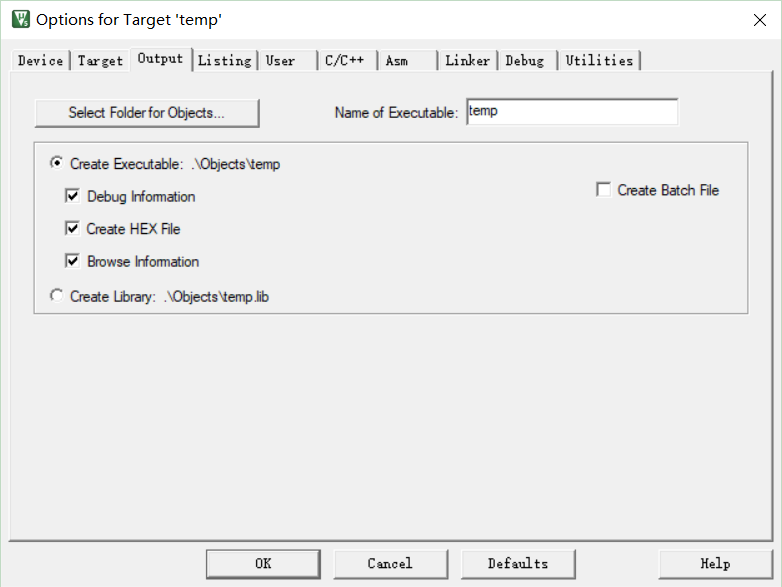 Options for Target 'temp'
Device Target Output Listing User C/C++ Asm Linker Debug Utilities
Select Folder for Objects... Name of Executable: temp
Create Executable: .\Objects\temp
Debug Information Create Batch File
Create HEX File
Browse Information
Create Library: .\Objects\temp.lib
OK Cancel Defaults Help